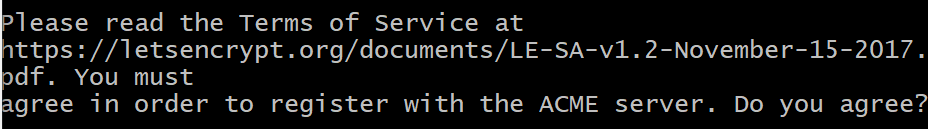 Please read the Terms of Service at
https://letsencrypt.org/documents/LE-SA-v1.2-November-15-2017.
pdf. You must
agree in order to register with the ACME server. Do you agree?